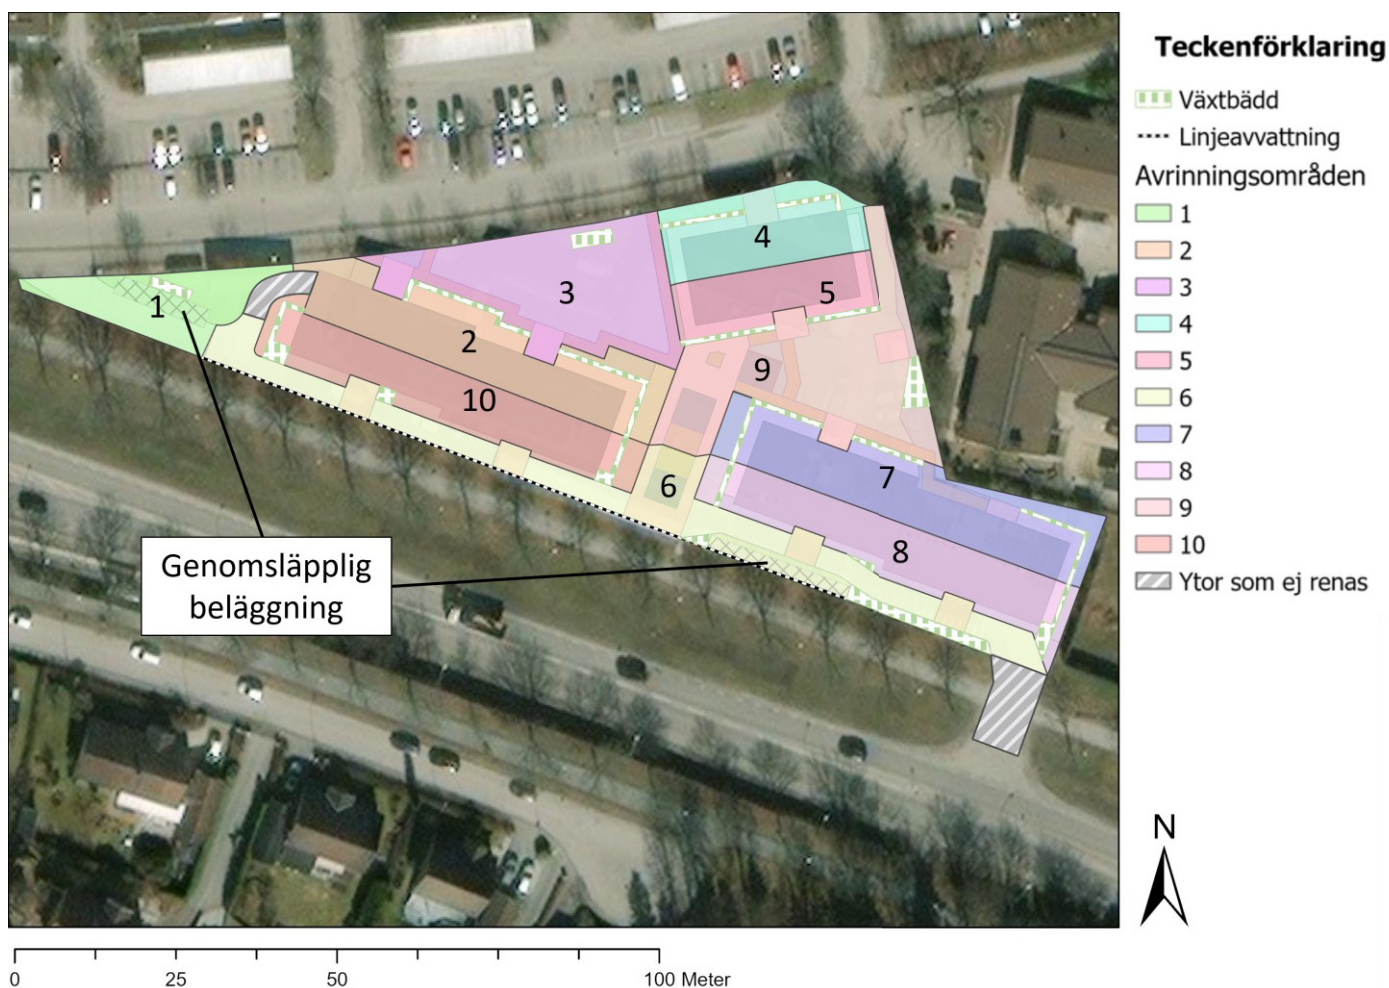 Teckenförklaring
Växtbädd
Linjeavvattning
Avrinningsområden
1
2
3
4
5
6
7
8
9
10
Ytor som ej renas
4
5
3
1
2
9
10
7
6
8
Genomsläpplig
beläggning
N
0 25 50 100 Meter